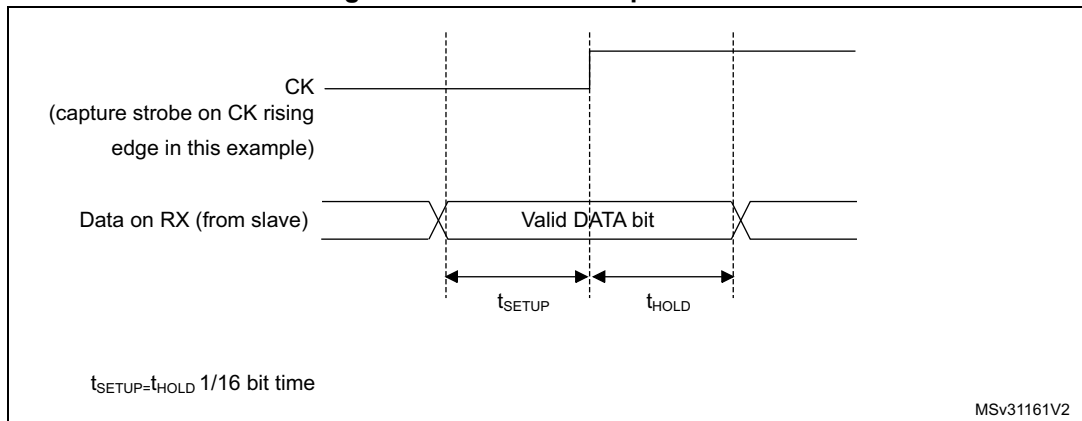 CK
(capture strobe on CK rising
edge in this example)
Data on RX (from slave)
Valid DATA bit
tSETUP
tHOLD
tSETUP=tHOLD 1/16 bit time
MSv31161V2